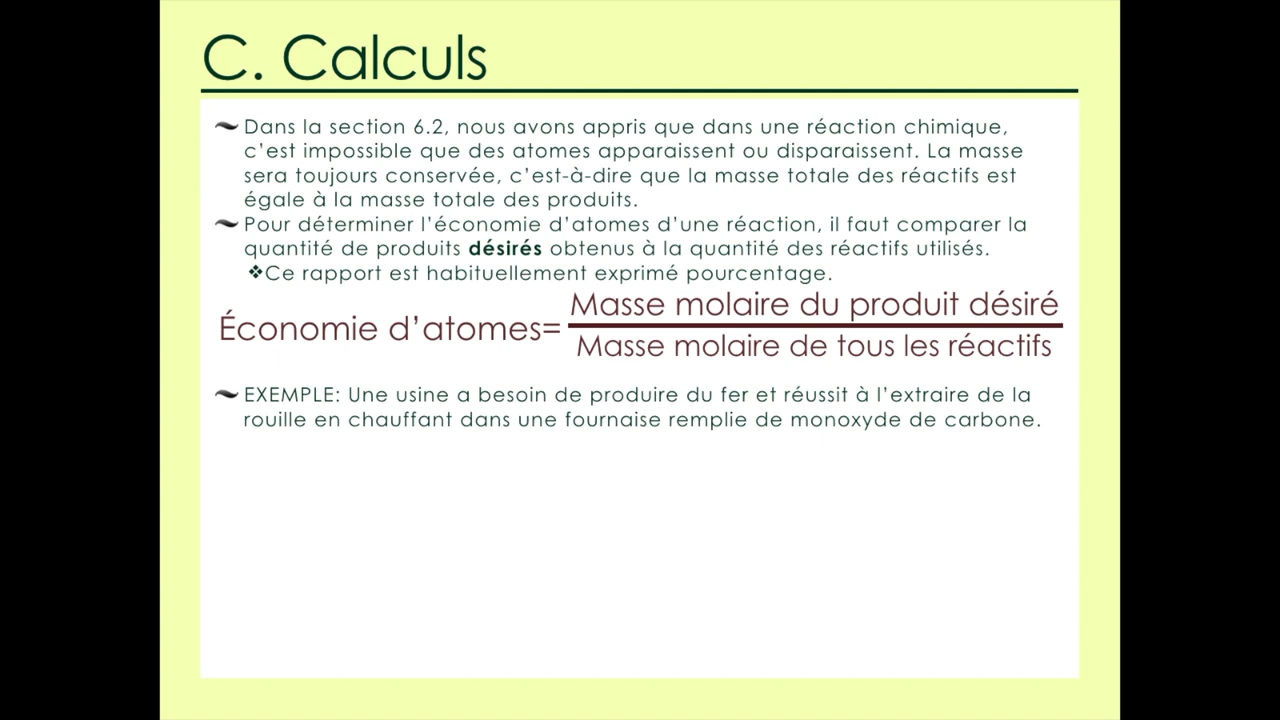 C. Calculs
Dans la section 6.2, nous avons appris que dans une réaction chimique,
c’est impossible que des atomes apparaissent ou disparaissent. La masse
sera toujours conservée, c’est-à-dire que la masse totale des réactifs est
égale à la masse totale des produits.
Pour déterminer l’économie d’atomes d’une réaction, il faut comparer la
quantité de produits désirés obtenus à la quantité des réactifs utilisés.
❖Ce rapport est habituellement exprimé pourcentage.
Masse molaire du produit désiré
Économie d’atomes=
Masse molaire de tous les réactifs
EXEMPLE: Une usine a besoin de produire du fer et réussit à l’extraire de la
rouille en chauffant dans une fournaise remplie de monoxyde de carbone.